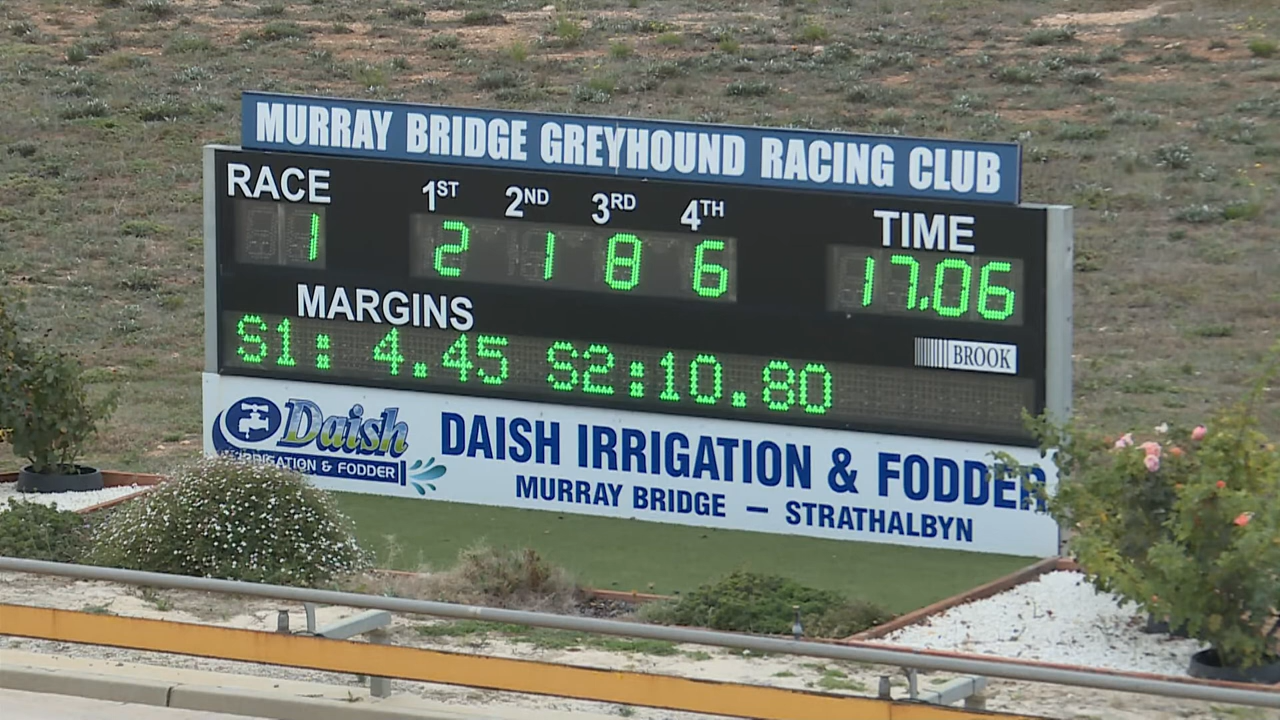 MURRAY BRIDGE GREYHOUND RACING CLUB
RACE 1ST 2ND 3RD 4TH TIME
1 2 1 8 6 17.06
MARGINS
S1: 4.45 S2:10.80
BROOK
Daish
IRRIGATION & FODDER
DAISH IRRIGATION & FODDER
MURRAY BRIDGE – STRATHALBYN